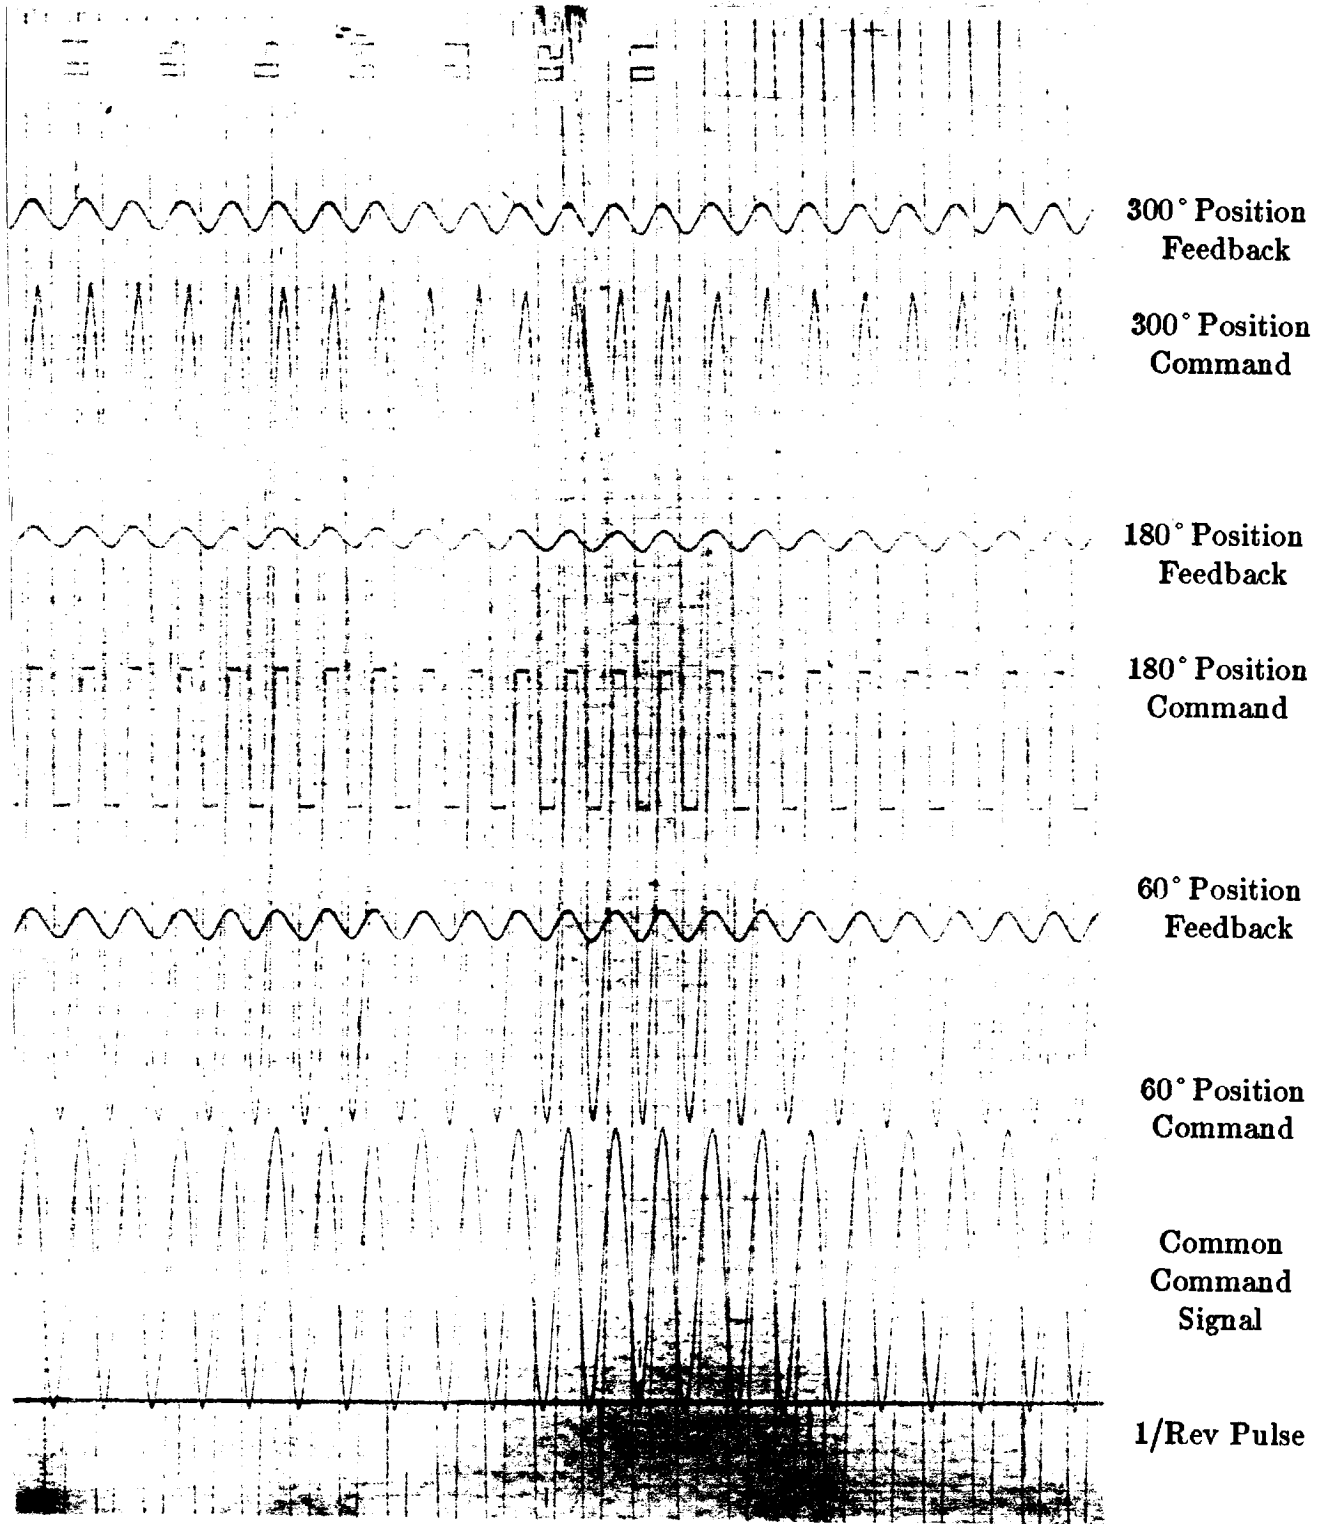 300° Position
Feedback
300° Position
Command
180° Position
Feedback
180° Position
Command
60° Position
Feedback
60° Position
Command
Common
Command
Signal
1/Rev Pulse